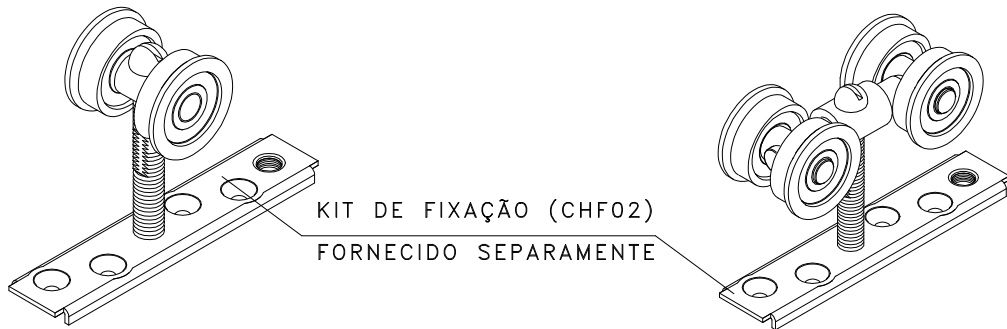 KIT DE FIXAÇÃO (CHF02)
FORNECIDO SEPARAMENTE